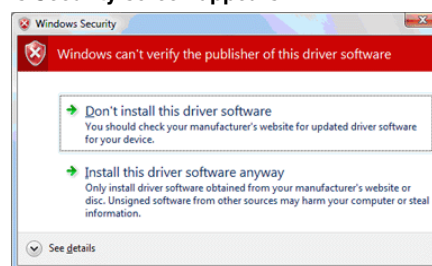 Windows Security
Windows can't verify the publisher of this driver software
Don't install this driver software
You should check your manufacturer's website for updated driver software
for your device.
Install this driver software anyway
Only install driver software obtained from your manufacturer's website or
disc. Unsigned software from other sources may harm your computer or steal
information.
See details